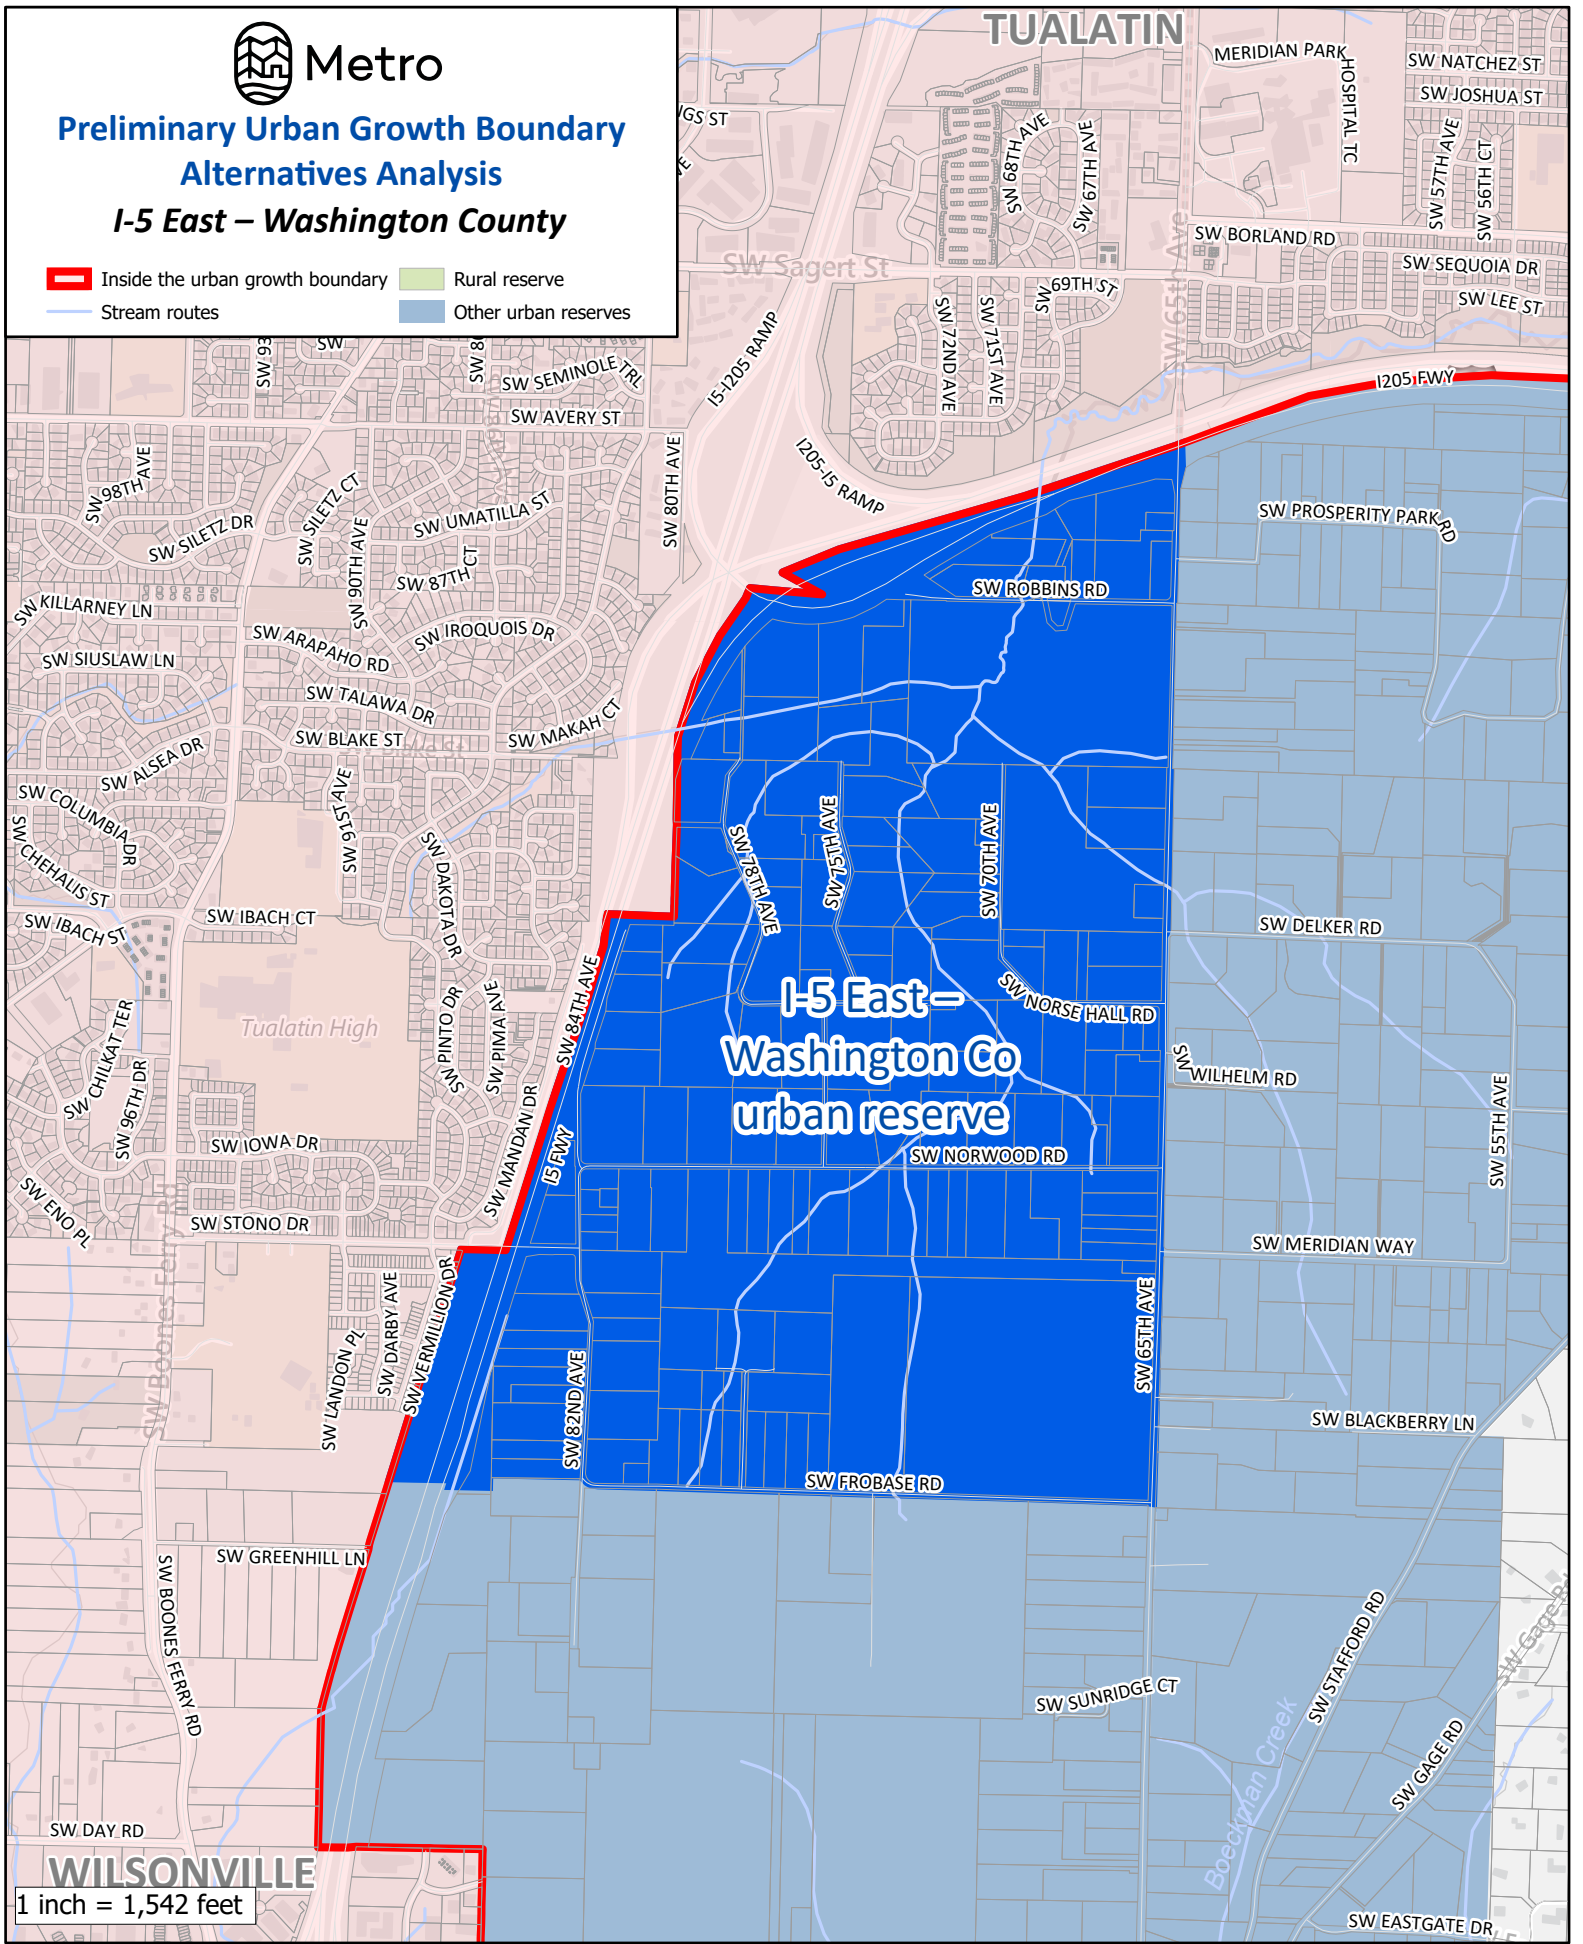 Metro
Preliminary Urban Growth Boundary
Alternatives Analysis
I-5 East – Washington County
Inside the urban growth boundary
Rural reserve
Stream routes
Other urban reserves
TUALATIN
MERIDIAN PARK
HOSPITAL TC
SW NATCHEZ ST
SW JOSHUA ST
SW 57TH AVE
SW 56TH CT
SW 68TH AVE
SW 67TH AVE
SW BORLAND RD
SW SEQUOIA DR
SW LEE ST
SW Sagert St
SW 69TH ST
SW 65th Ave
SW 72ND AVE
SW 71ST AVE
I5-I205 RAMP
I205 FWY
SW SEMINOLE TRL
SW AVERY ST
SW 80TH AVE
I205-I5 RAMP
SW 98TH AVE
SW SILETZ CT
SW SILETZ DR
SW 90TH AVE
SW UMATILLA ST
SW 87TH CT
SW PROSPERITY PARK RD
SW ROBBINS RD
SW KILLARNEY LN
SW ARAPAHO RD
SW IROQUOIS DR
SW SIUSLAW LN
SW TALAWA DR
SW MAKAH CT
SW BLAKE ST
SW ALSEA DR
SW COLUMBIA DR
SW 91ST AVE
SW CHEHALIS ST
SW DAKOTA DR
SW 78TH AVE
SW 75TH AVE
SW 70TH AVE
SW IBACH CT
SW IBACH ST
SW DELKER RD
SW 84TH AVE
SW NORSE HALL RD
I-5 East –
Washington Co
urban reserve
Tualatin High
SW CHILKAT TER
SW PINTO DR
SW PIMA AVE
SW WILHELM RD
SW 96TH DR
SW MANDAN DR
SW 55TH AVE
SW IOWA DR
I5 FWY
SW NORWOOD RD
SW ENO PL
SW STONO DR
SW Boones Ferry Rd
SW MERIDIAN WAY
SW DARBY AVE
SW VERMILLION DR
SW LANDON PL
SW 82ND AVE
SW 65TH AVE
SW BLACKBERRY LN
SW FROBASE RD
SW GREENHILL LN
SW BOONES FERRY RD
SW STAFFORD RD
SW Gage Rd
SW SUNRIDGE CT
SW GAGE RD
Boeckman Creek
SW DAY RD
WILSONVILLE
1 inch = 1,542 feet
SW EASTGATE DR